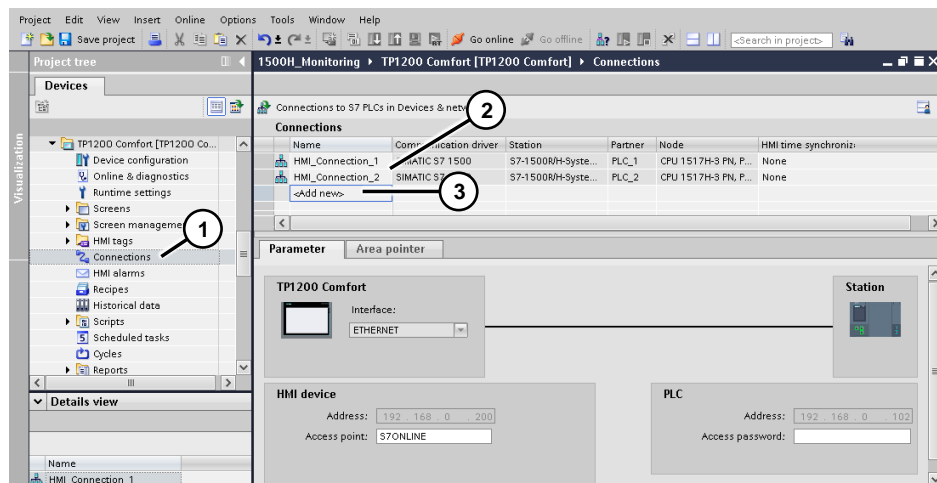 Project Edit View Insert Online Options Tools Window Help
Save project Go online Go offline <Search in project>
Project tree
1500H_Monitoring TP1200 Comfort [TP1200 Comfort] Connections
Devices
Visualization
Connections to S7 PLCs in Devices & netw
Connections
Name Communication driver Station Partner Node HMI time synchroniz
HMI_Connection_1 SIMATIC S7 1500 S7-1500R/H-Syste... PLC_1 CPU 1517H-3 PN, P... None
HMI_Connection_2 SIMATIC S7 S7-1500R/H-Syste... PLC_2 CPU 1517H-3 PN, P... None
<Add new>
1
2
3
TP1200 Comfort [TP1200 Co...
Device configuration
Online & diagnostics
Runtime settings
Screens
Screen manageme
HMI tags
Connections
HMI alarms
Recipes
Historical data
Scripts
Scheduled tasks
Cycles
Reports
Details view
Name
HMI_Connection_1
Parameter Area pointer
TP1200 Comfort
Interface:
ETHERNET
Station
HMI device
Address: 192 . 168 . 0 . 200
Access point: S7ONLINE
PLC
Address: 192 . 168 . 0 . 102
Access password: